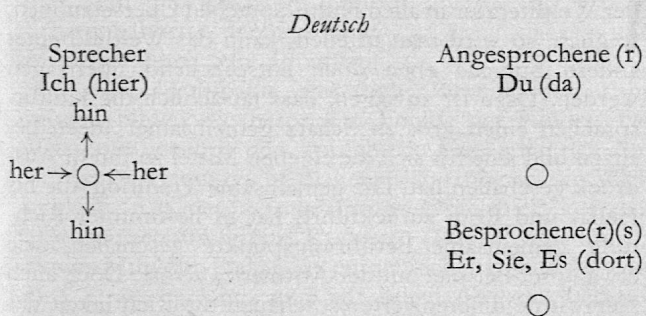 Deutsch
Sprecher
Ich (hier)
hin
her → ← her
hin
Angesprochene (r)
Du (da)
Besprochene(r)(s)
Er, Sie, Es (dort)